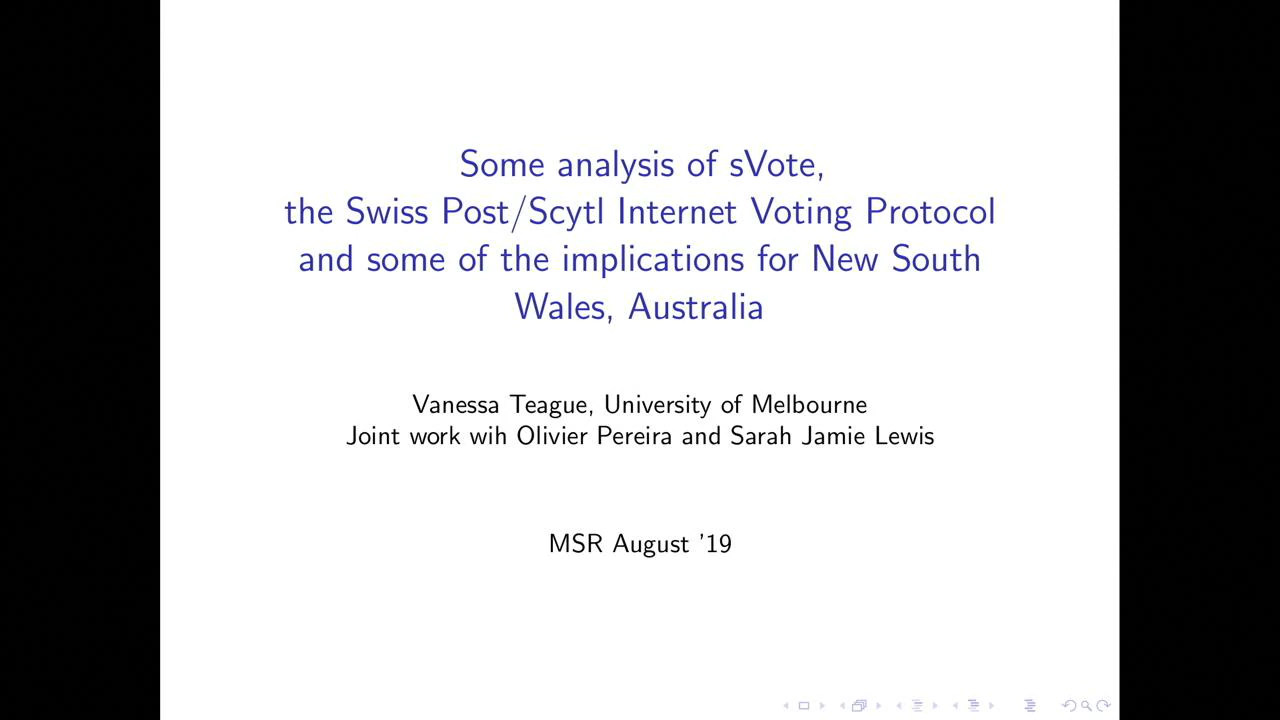 Some analysis of sVote,
the Swiss Post/Scytl Internet Voting Protocol
and some of the implications for New South
Wales, Australia
Vanessa Teague, University of Melbourne
Joint work wih Olivier Pereira and Sarah Jamie Lewis
MSR August '19